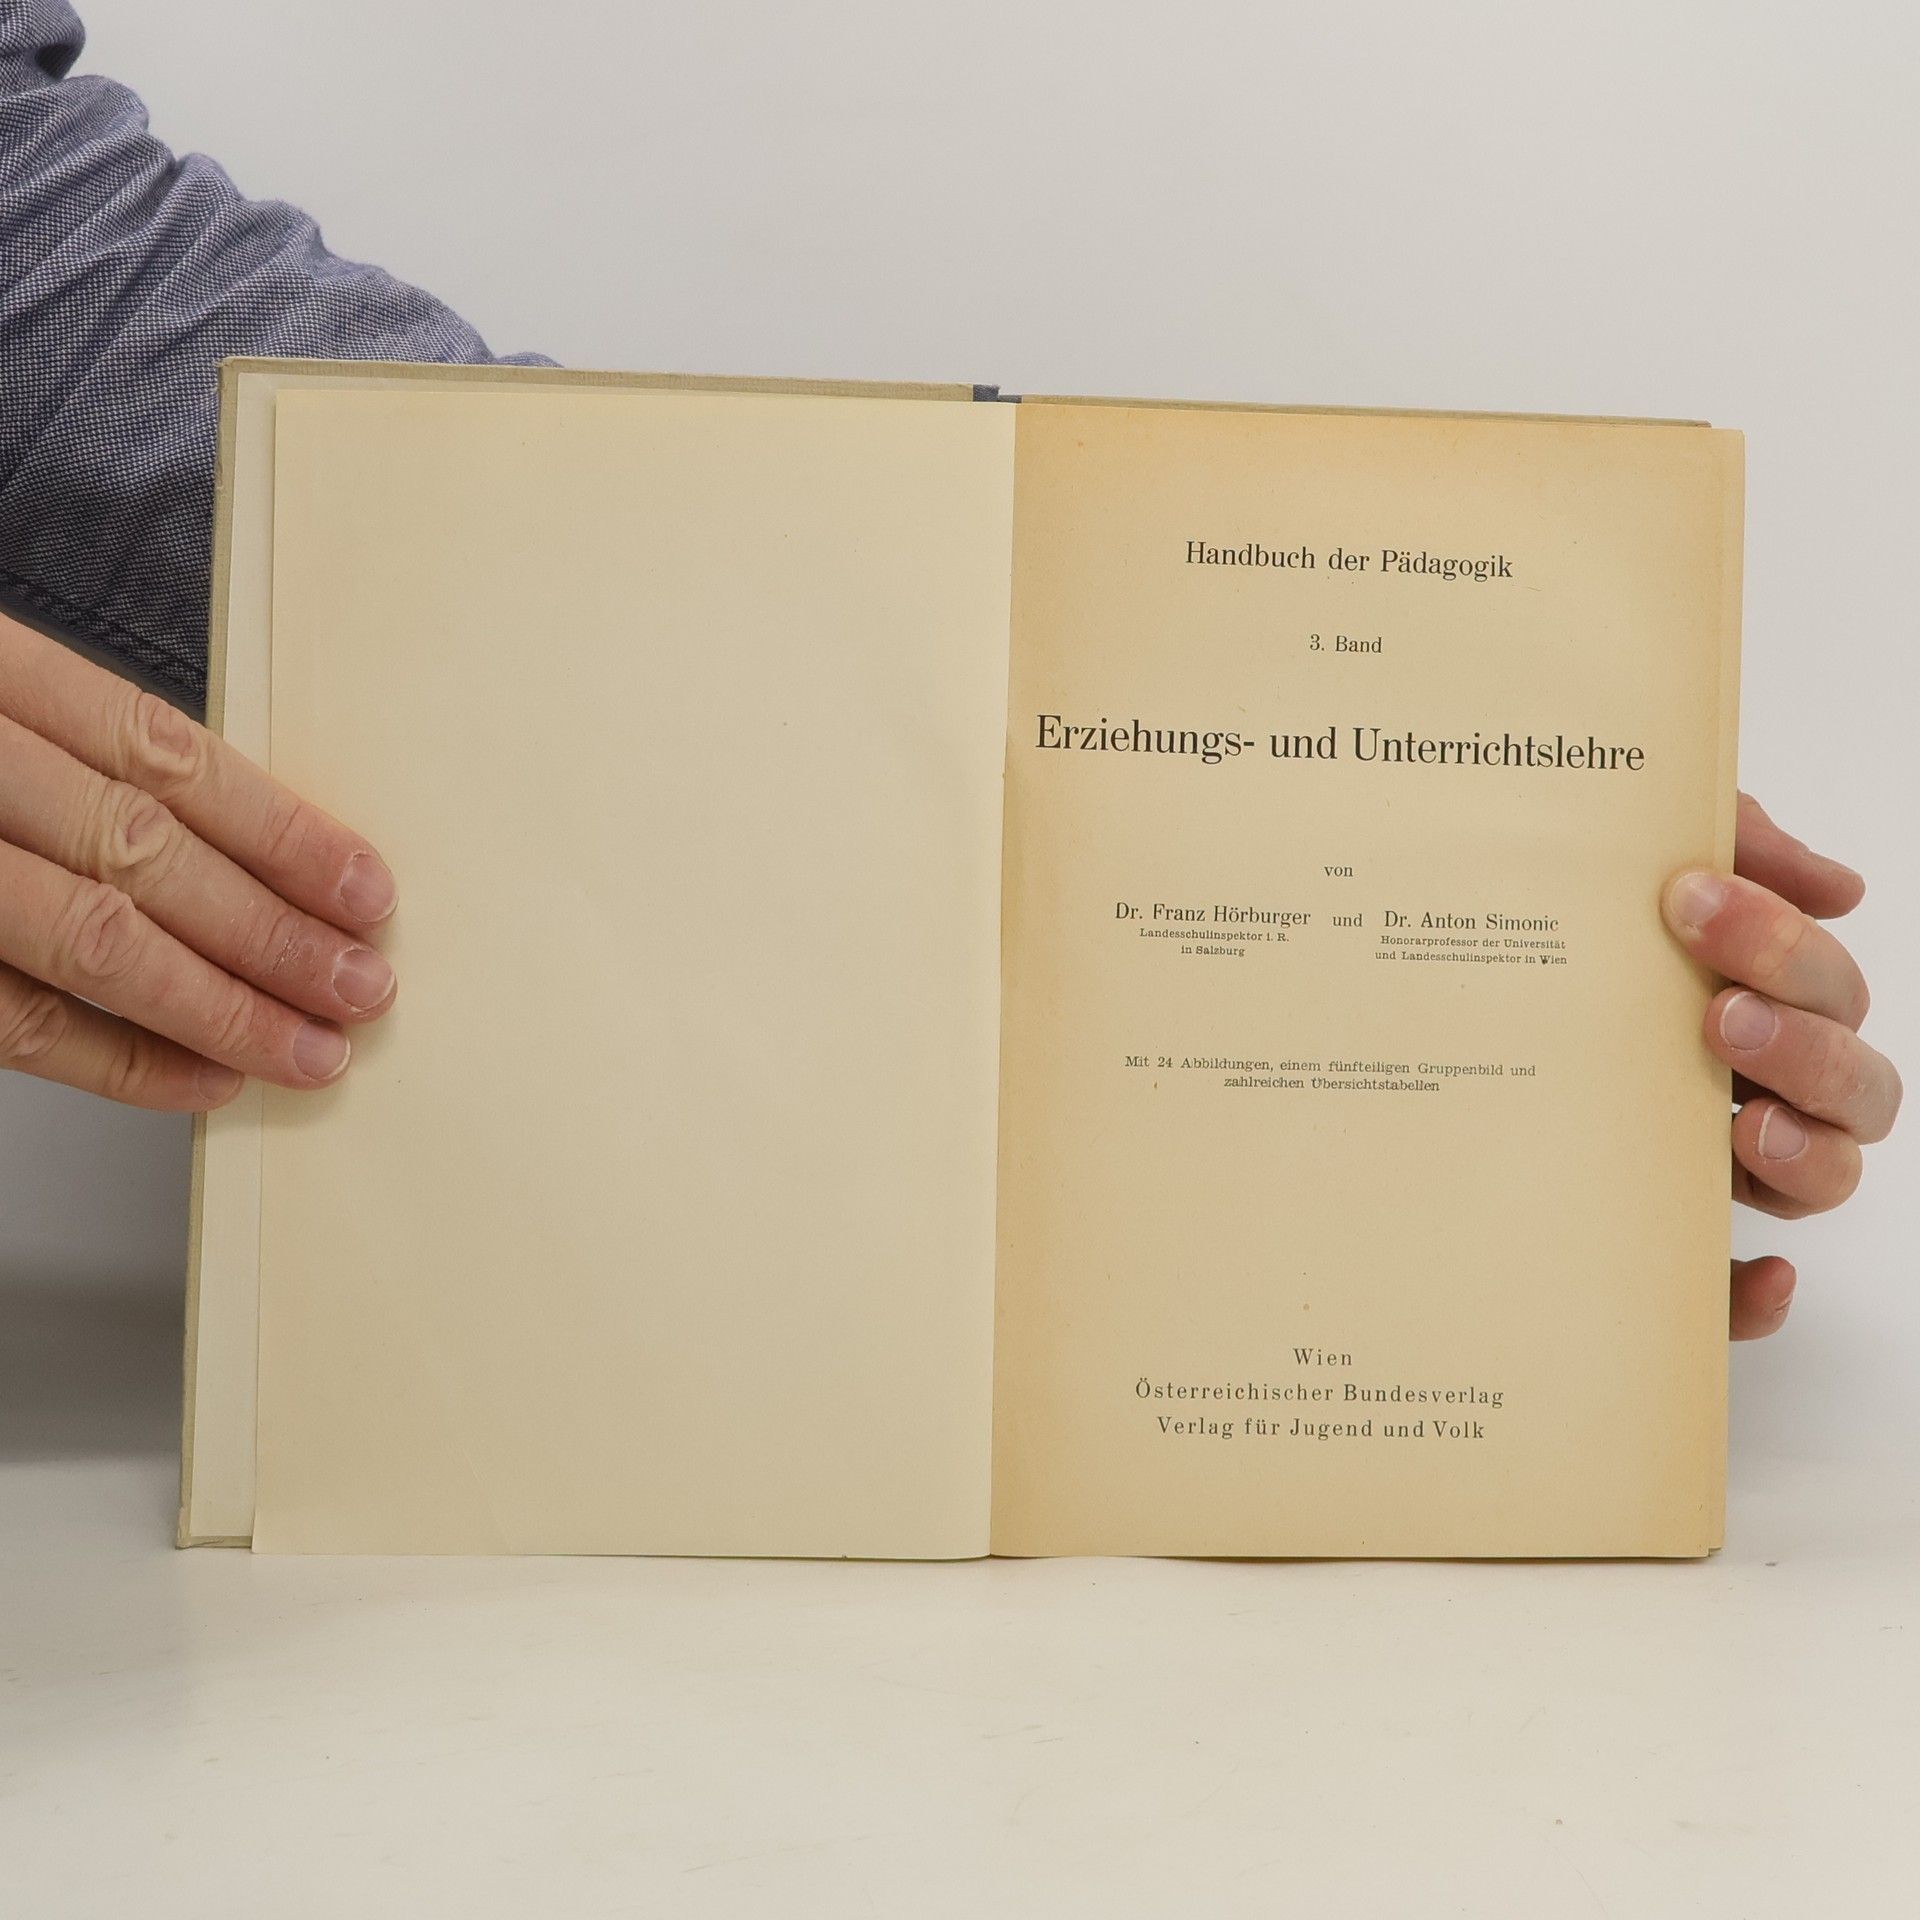 Handbuch der Pädagogik
3. Band
Erziehungs- und Unterrichtslehre
von
Dr. Franz Hörburger und Dr. Anton Simonic
Landesschulinspektor i. R.
in Salzburg
Honorarprofessor der Universität
und Landesschulinspektor in Wien
Mit 24 Abbildungen, einem fünfteiligen Gruppenbild und
zahlreichen Übersichtstabellen
Wien
Österreichischer Bundesverlag
Verlag für Jugend und Volk